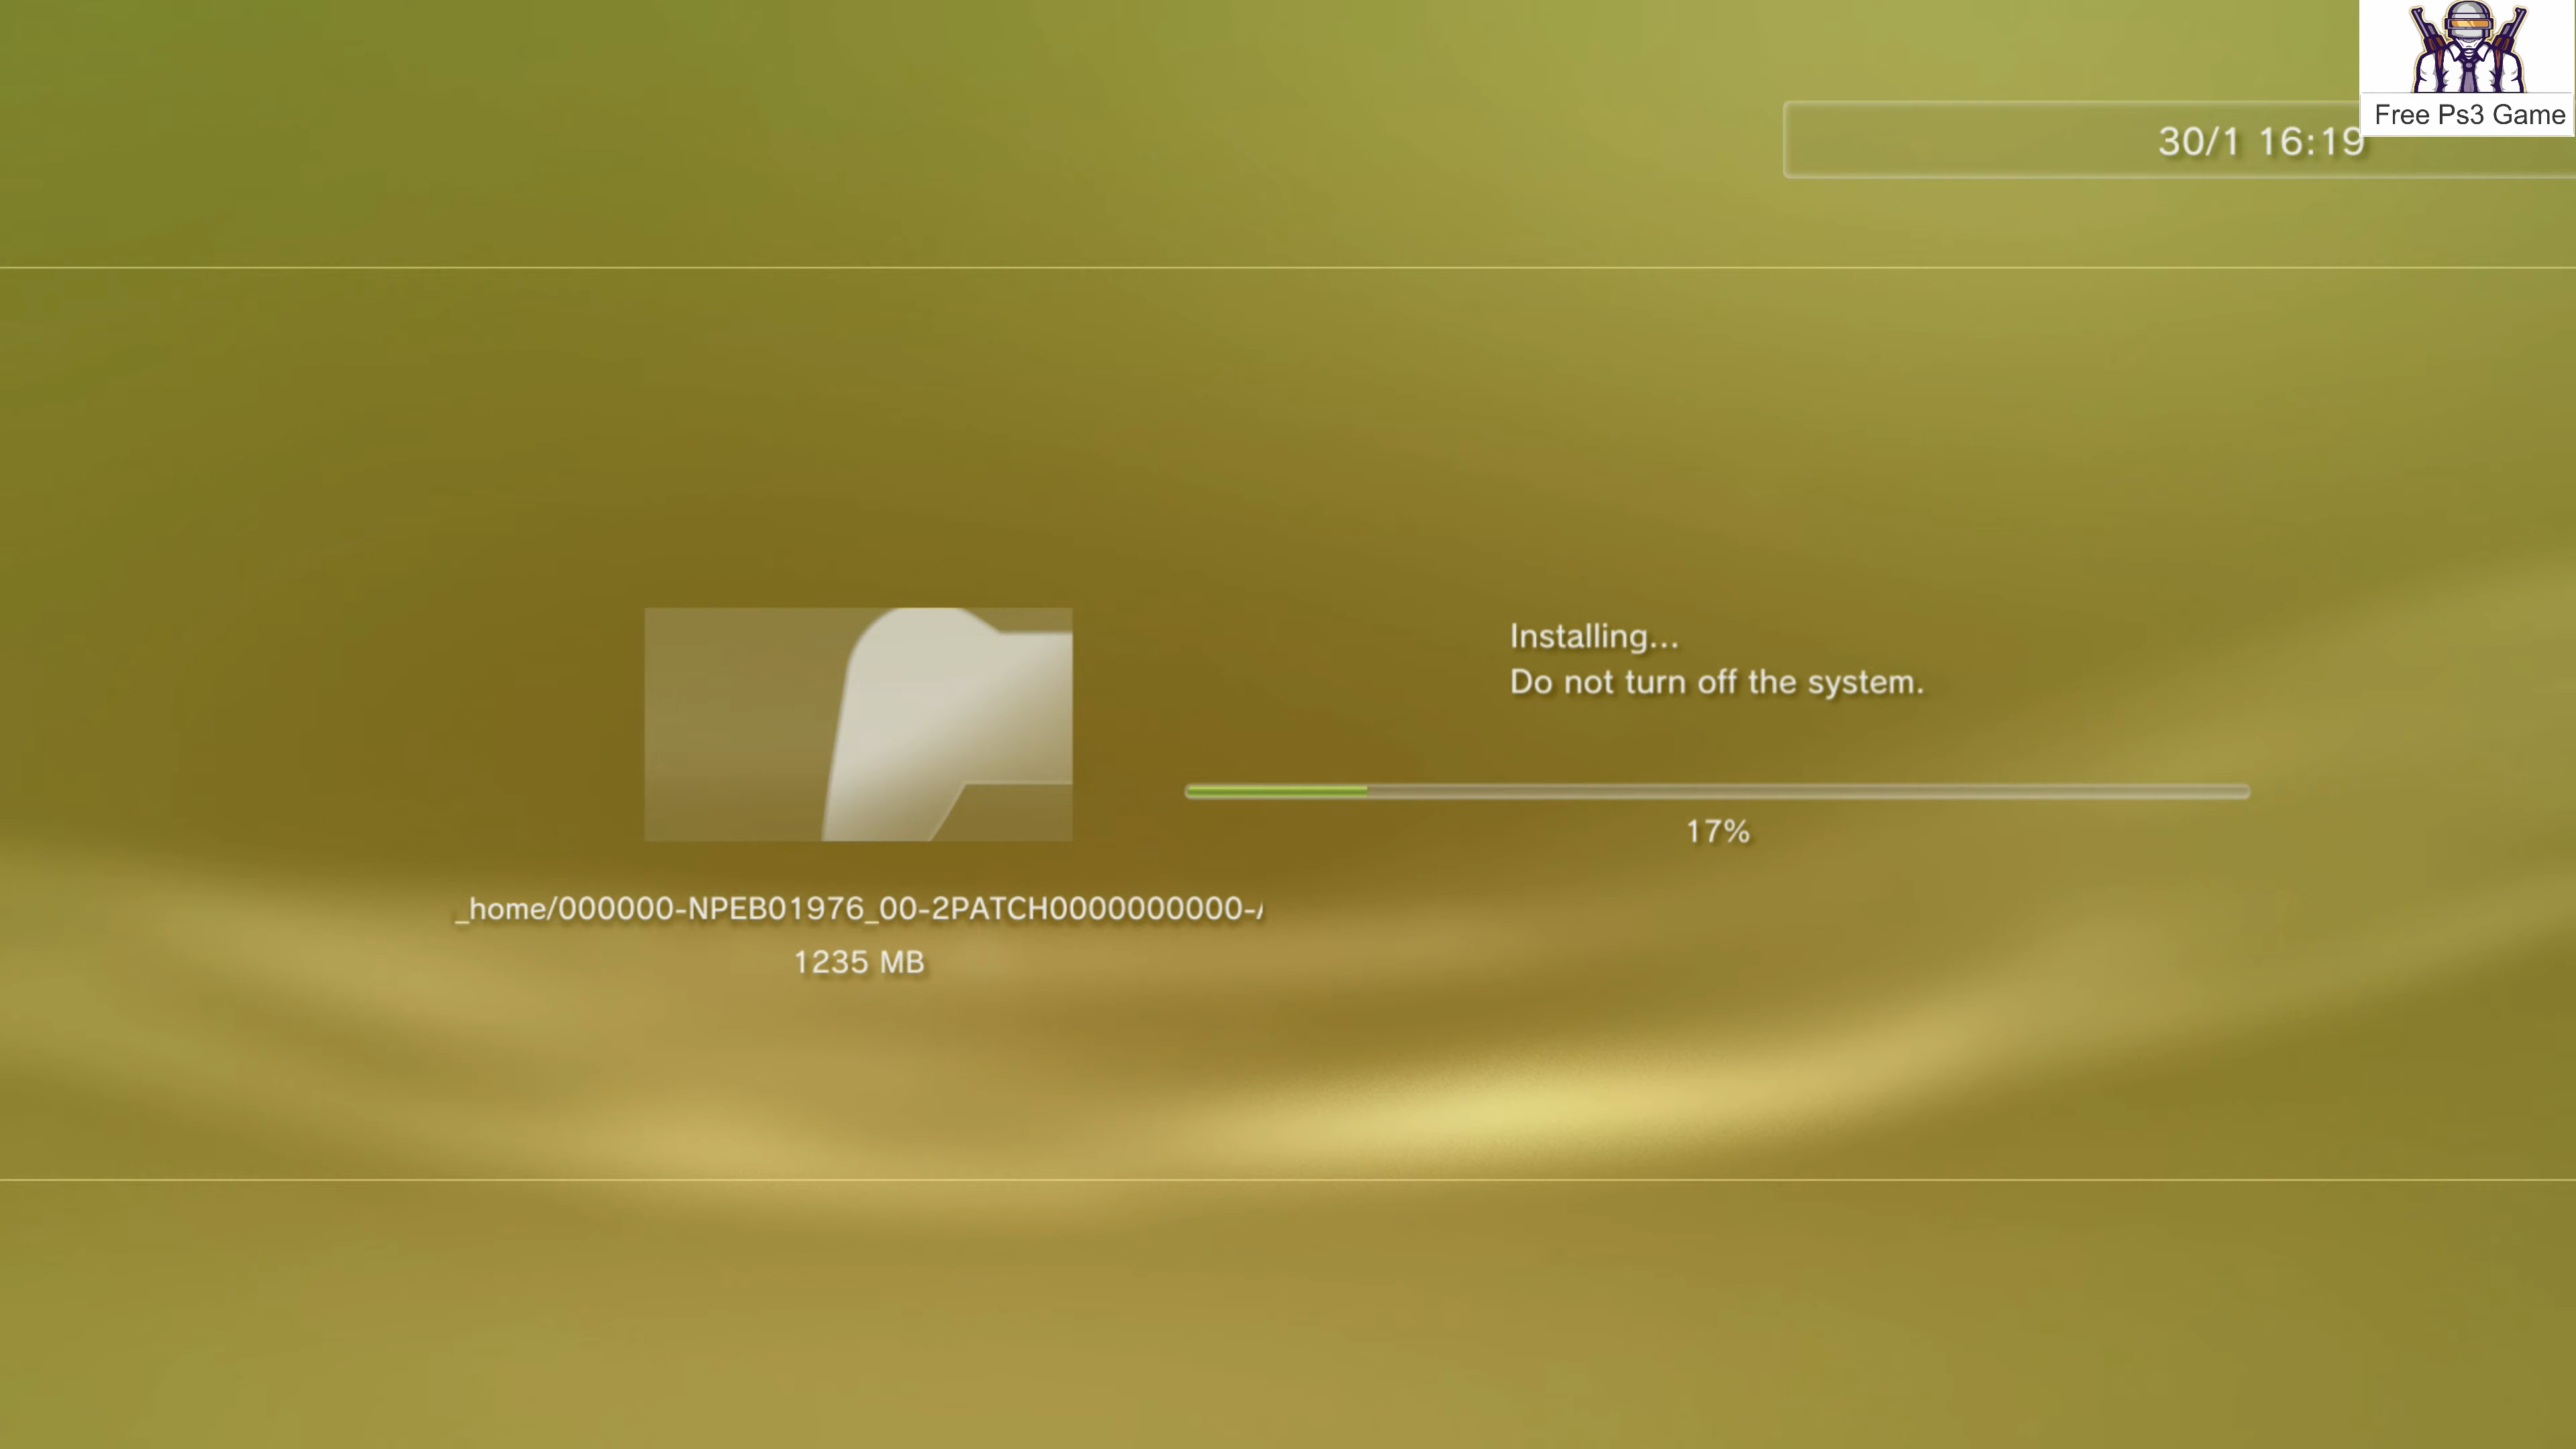 Free Ps3 Game
30/1 16:19
Installing...
Do not turn off the system.
17%
_home/000000-NPEB01976_00-2PATCH0000000000-
1235 MB